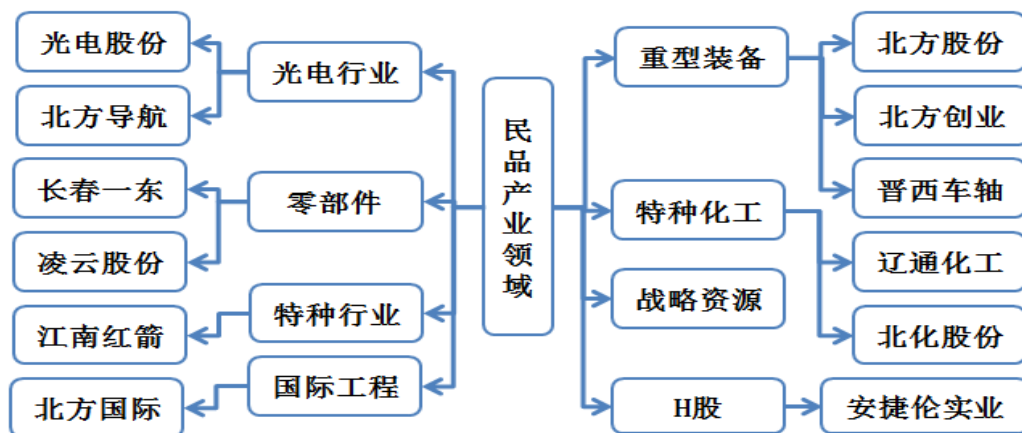 光电股份
北方导航
长春一东
凌云股份
江南红箭
北方国际
光电行业
零部件
特种行业
国际工程
民品产业领域
重型装备
特种化工
战略资源
H股
北方股份
北方创业
晋西车轴
辽通化工
北化股份
安捷伦实业